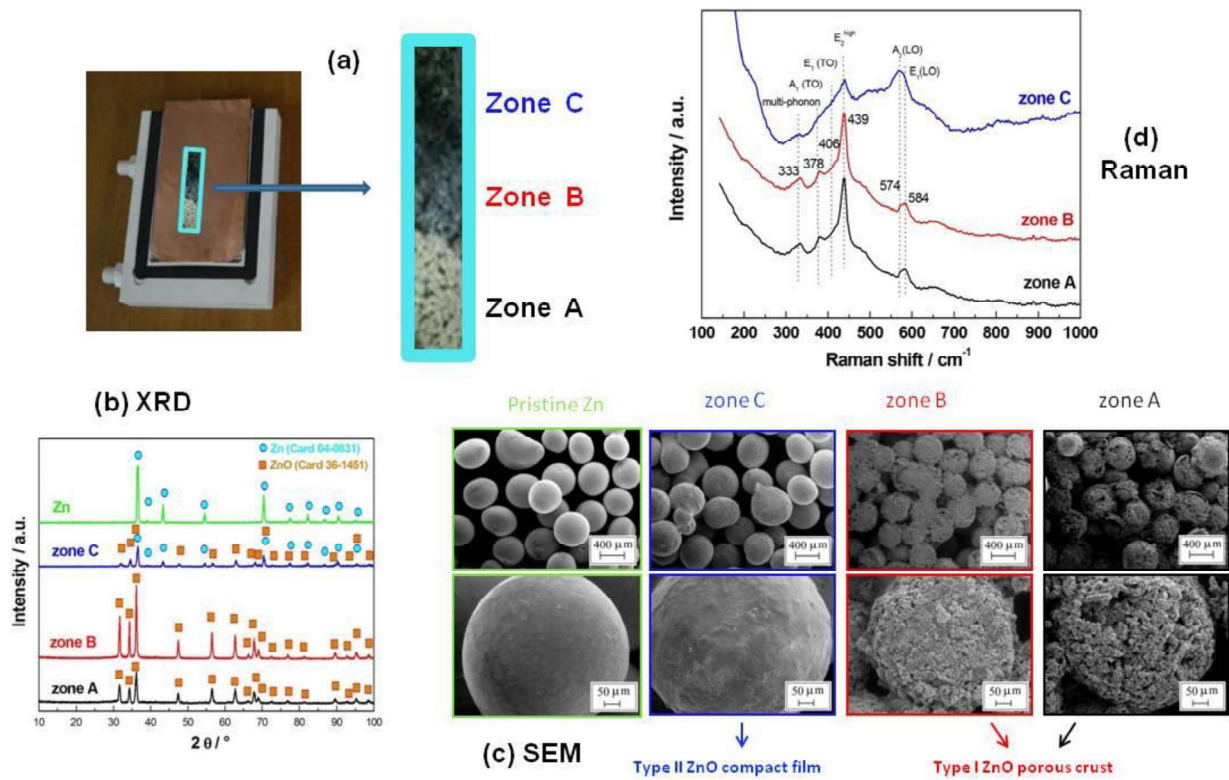 (a)
Zone C
Zone B
Zone A
(d)
Raman
Intensity / a.u.
E₂ʰⁱᵍʰ
A₁(LO)
E₁ (TO)
E₁(LO)
A₁ (TO)
multi-phonon
zone C
439
406
378
333
574
584
zone B
zone A
100 200 300 400 500 600 700 800 900 1000
Raman shift / cm⁻¹
(b) XRD
Intensity / a.u.
Zn (Card 04-0831)
ZnO (Card 36-1451)
Zn
zone C
zone B
zone A
10 20 30 40 50 60 70 80 90 100
2 θ / °
Pristine Zn
zone C
zone B
zone A
400 µm
400 µm
400 µm
400 µm
50 µm
50 µm
50 µm
50 µm
(c) SEM
Type II ZnO compact film
Type I ZnO porous crust